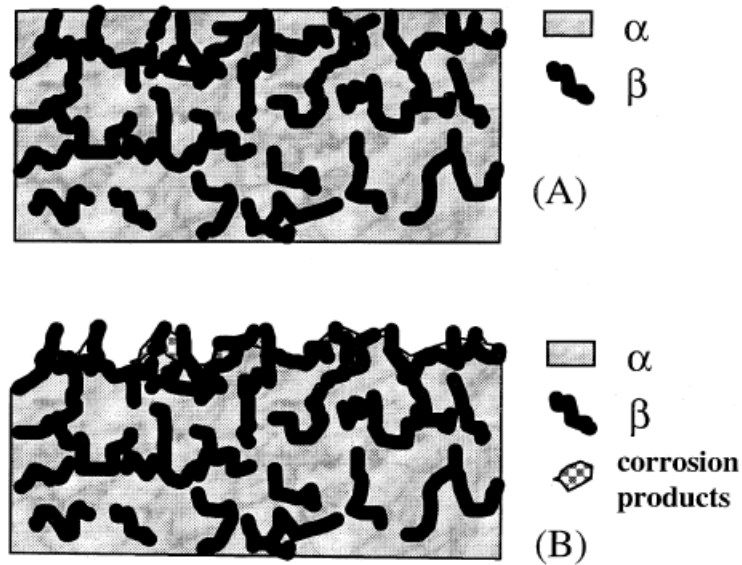 α
β
(A)
α
β
corrosion
products
(B)